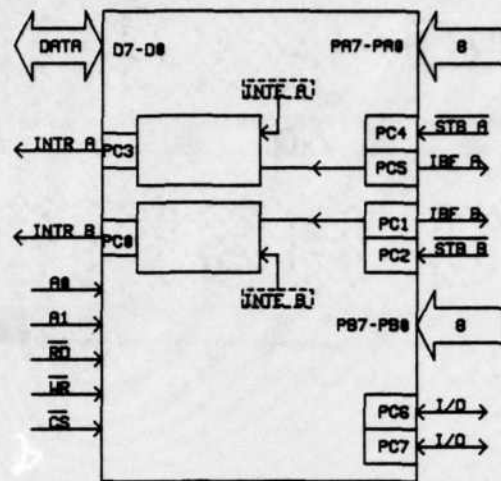 DATA D7-D0 PA7-PA0 8
INTE A
PC4 STB A
INTR A PC3
PC5 IBF A
PC1 IBF B
INTR B PC0
PC2 STB B
A0
INTE B
A1
PB7-PB0 8
RD
WR
PC6 I/O
CS
PC7 I/O